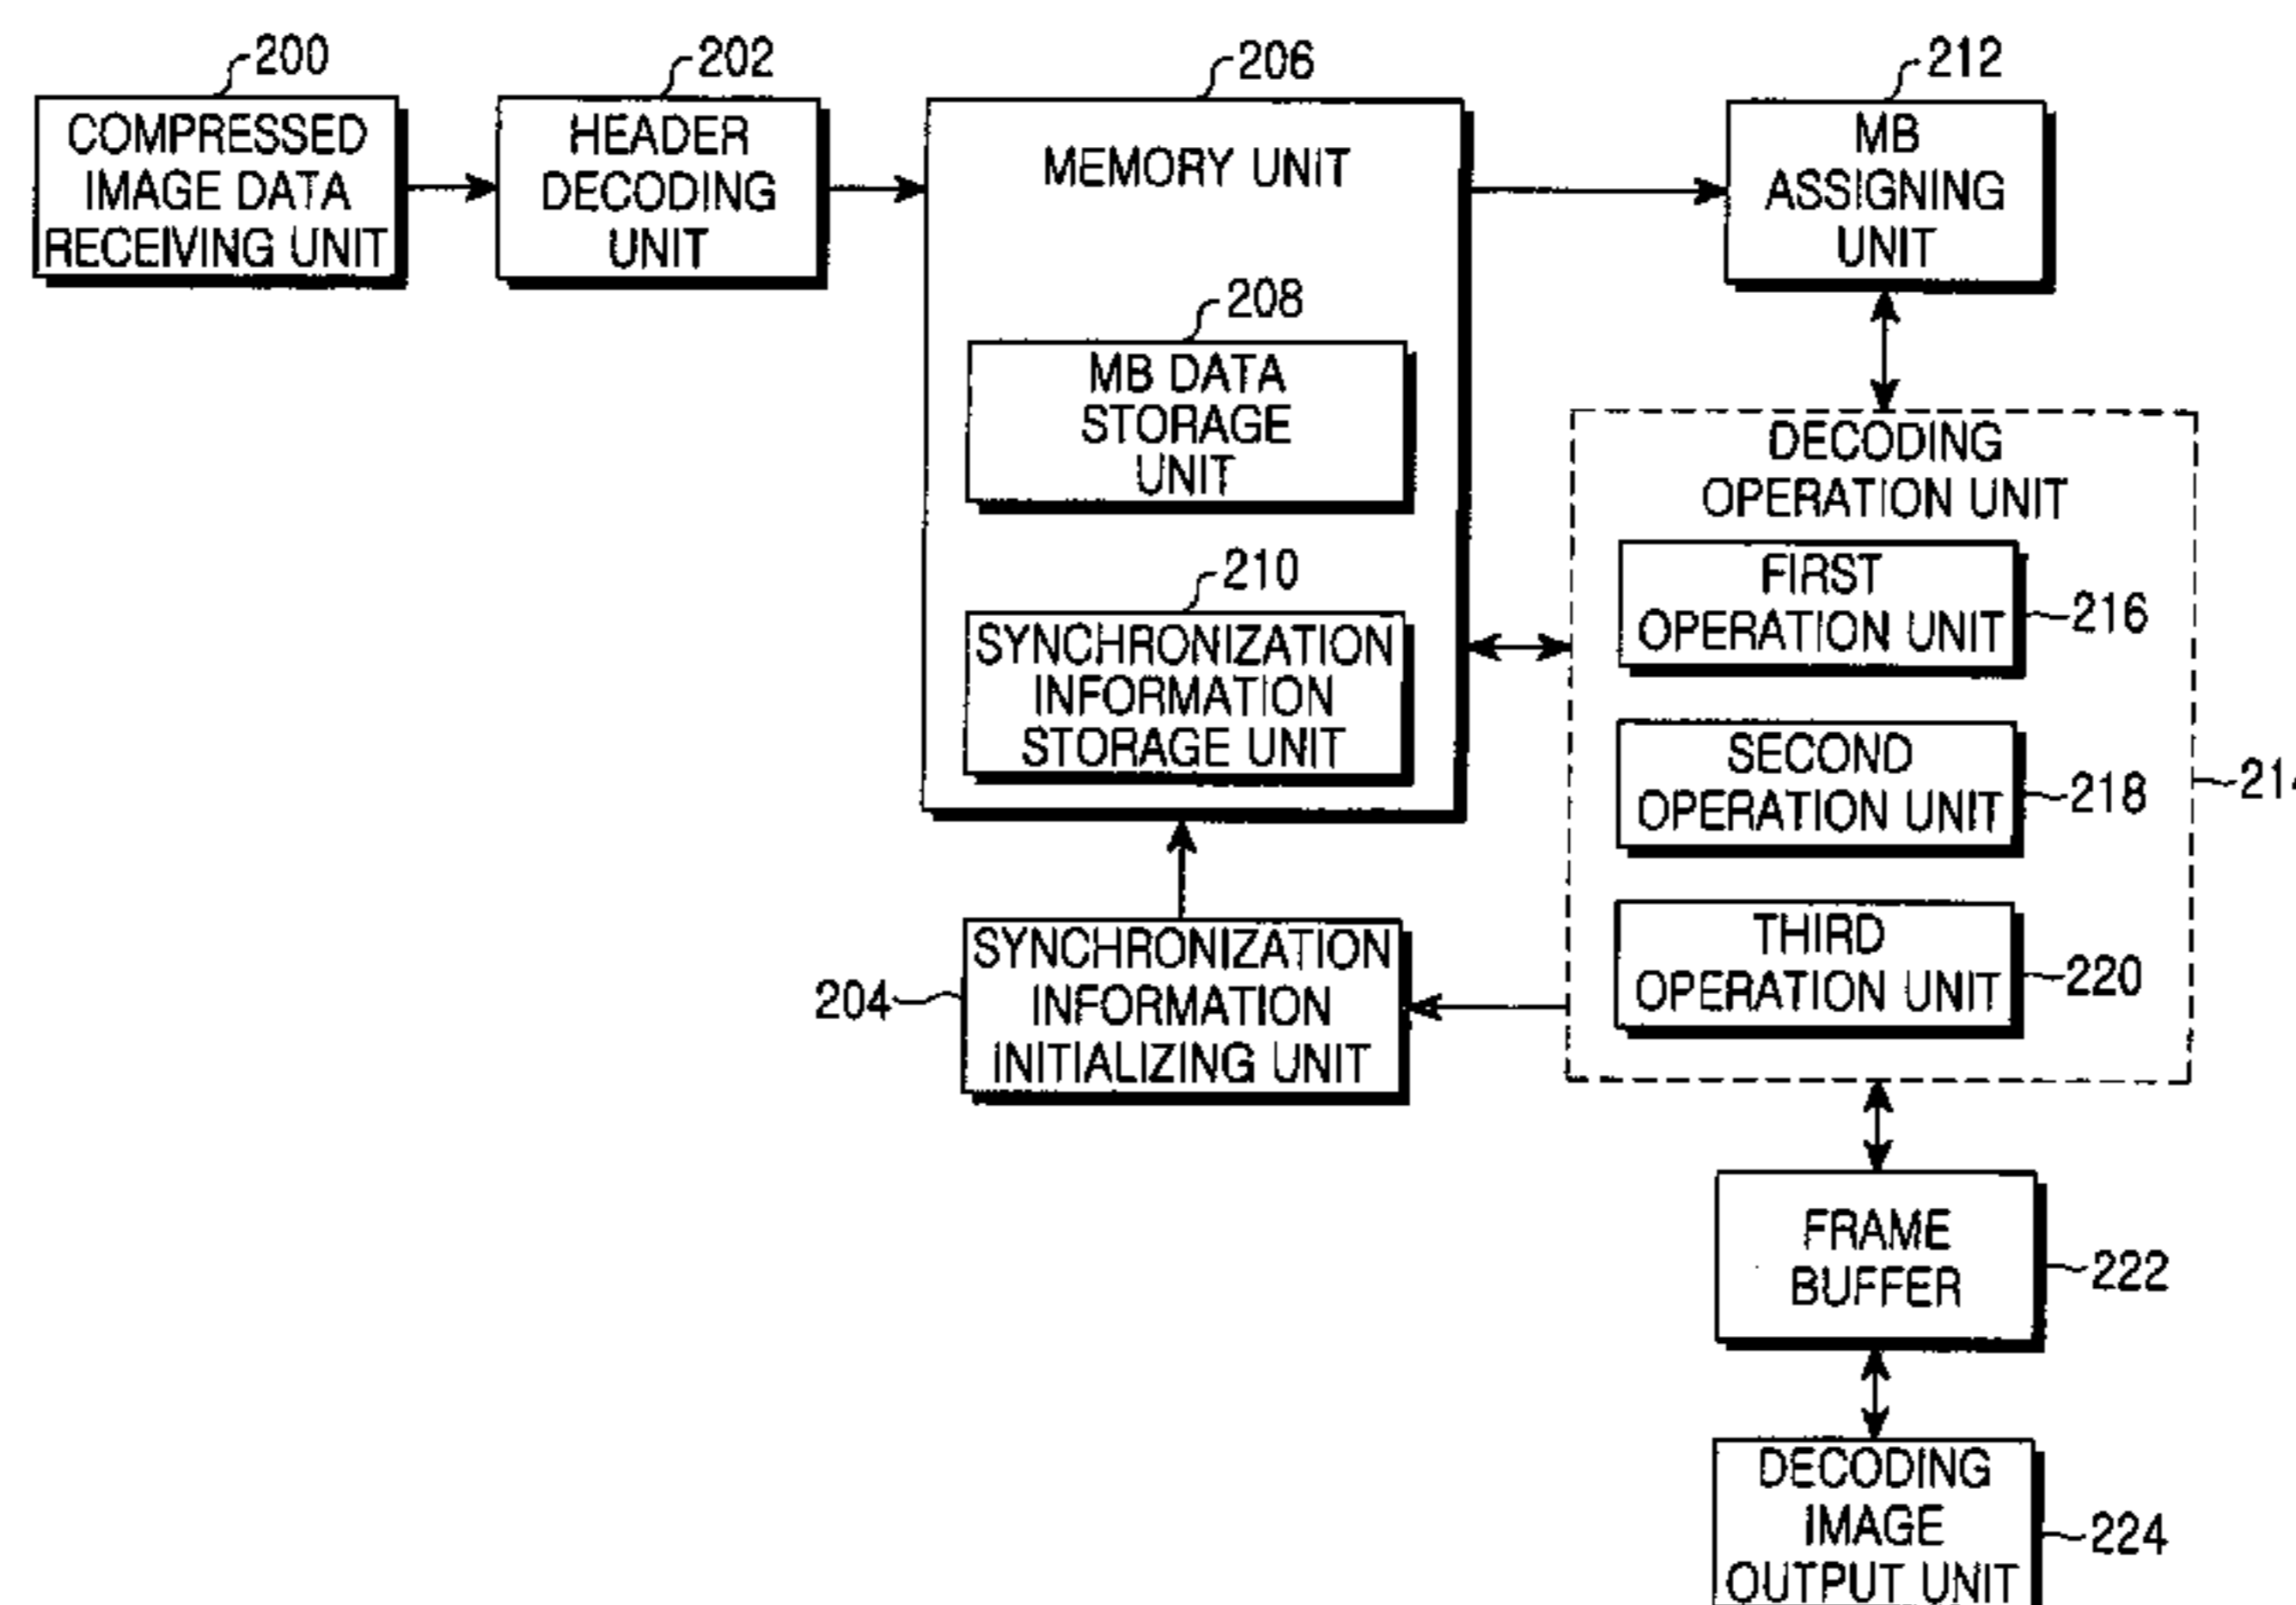 200
COMPRESSED
IMAGE DATA
RECEIVING UNIT
202
HEADER
DECODING
UNIT
206
MEMORY UNIT
208
MB DATA
STORAGE
UNIT
210
SYNCHRONIZATION
INFORMATION
STORAGE UNIT
204
SYNCHRONIZATION
INFORMATION
INITIALIZING UNIT
212
MB
ASSIGNING
UNIT
DECODING
OPERATION UNIT
FIRST
OPERATION UNIT
216
SECOND
OPERATION UNIT
218
214
THIRD
OPERATION UNIT
220
FRAME
BUFFER
222
DECODING
IMAGE
OUTPUT UNIT
224